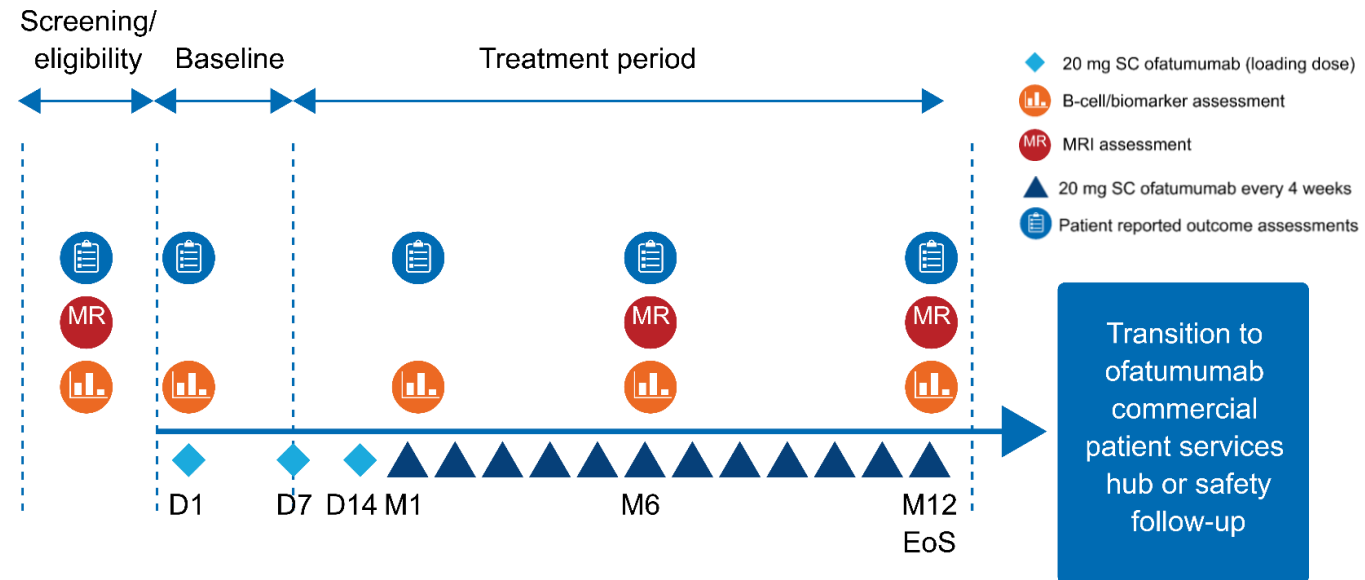 Screening/
eligibility
Baseline
Treatment period
20 mg SC ofatumumab (loading dose)
B-cell/biomarker assessment
MR
MRI assessment
20 mg SC ofatumumab every 4 weeks
Patient reported outcome assessments
MR
MR
MR
D1
D7
D14
M1
M6
M12
EoS
Transition to
ofatumumab
commercial
patient services
hub or safety
follow-up